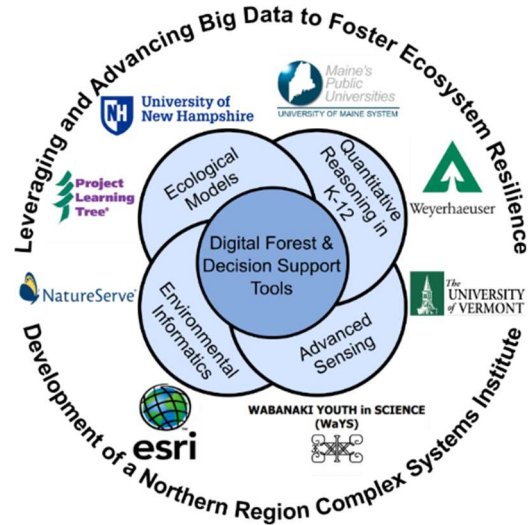 Leveraging and Advancing Big Data to Foster Ecosystem Resilience
University of
New Hampshire
Maine's
Public
Universities
UNIVERSITY OF MAINE SYSTEM
Project
Learning
Tree®
Ecological
Models
Quantitative
Reasoning in
K-12
Weyerhaeuser
Digital Forest &
Decision Support
Tools
NatureServe
The
UNIVERSITY
of VERMONT
Environmental
Informatics
Advanced
Sensing
esri
WABANAKI YOUTH in SCIENCE
(WaYS)
Development of a Northern Region Complex Systems Institute
NH